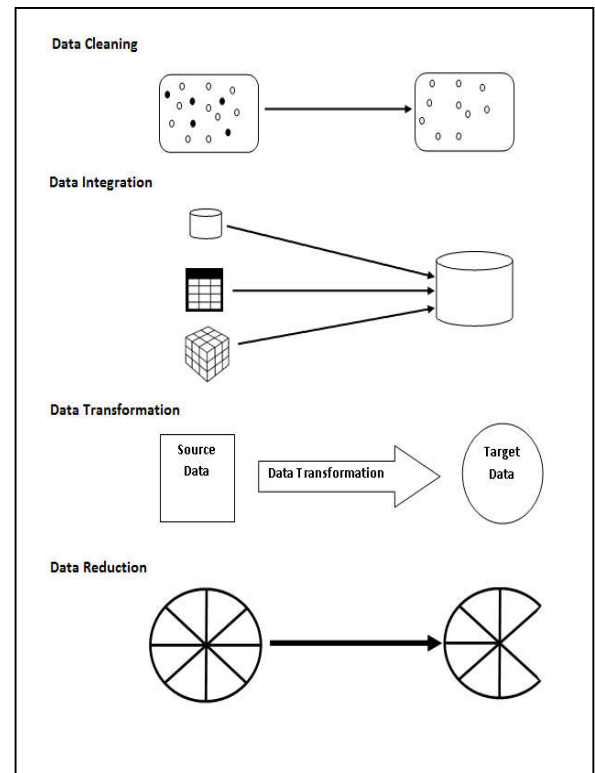 Data Cleaning
Data Integration
Data Transformation
Source
Data
Data Transformation
Target
Data
Data Reduction